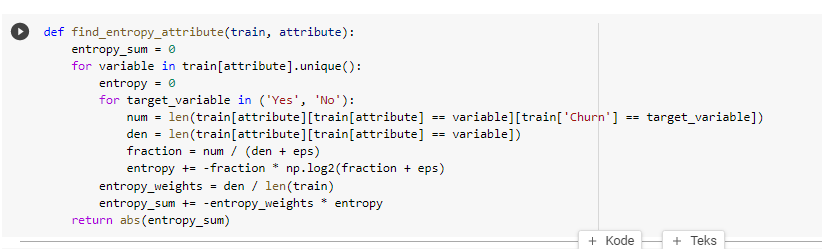 def find_entropy_attribute(train, attribute):
    entropy_sum = 0
    for variable in train[attribute].unique():
        entropy = 0
        for target_variable in ('Yes', 'No'):
            num = len(train[attribute][train[attribute] == variable][train['Churn'] == target_variable])
            den = len(train[attribute][train[attribute] == variable])
            fraction = num / (den + eps)
            entropy += -fraction * np.log2(fraction + eps)
        entropy_weights = den / len(train)
        entropy_sum += -entropy_weights * entropy
    return abs(entropy_sum)
+ Kode + Teks